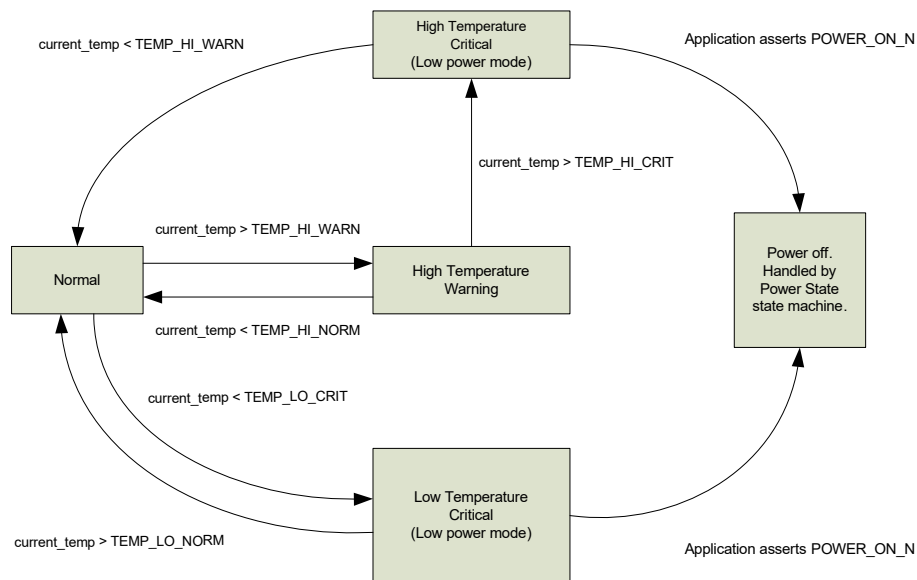 High Temperature
Critical
(Low power mode)
current_temp < TEMP_HI_WARN
Application asserts POWER_ON_N
current_temp > TEMP_HI_CRIT
current_temp > TEMP_HI_WARN
Normal
High Temperature
Warning
Power off.
Handled by
Power State
state machine.
current_temp < TEMP_HI_NORM
current_temp < TEMP_LO_CRIT
Low Temperature
Critical
(Low power mode)
current_temp > TEMP_LO_NORM
Application asserts POWER_ON_N